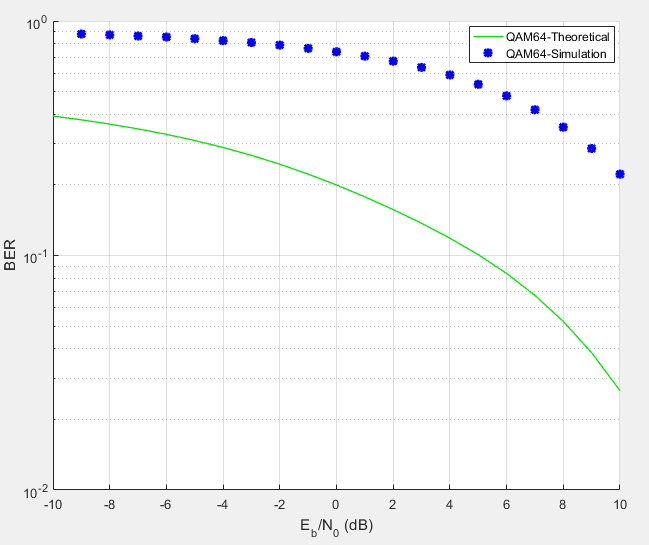 10^0
QAM64-Theoretical
QAM64-Simulation
10^-1
BER
10^-2
-10 -8 -6 -4 -2 0 2 4 6 8 10
E_b/N_0 (dB)